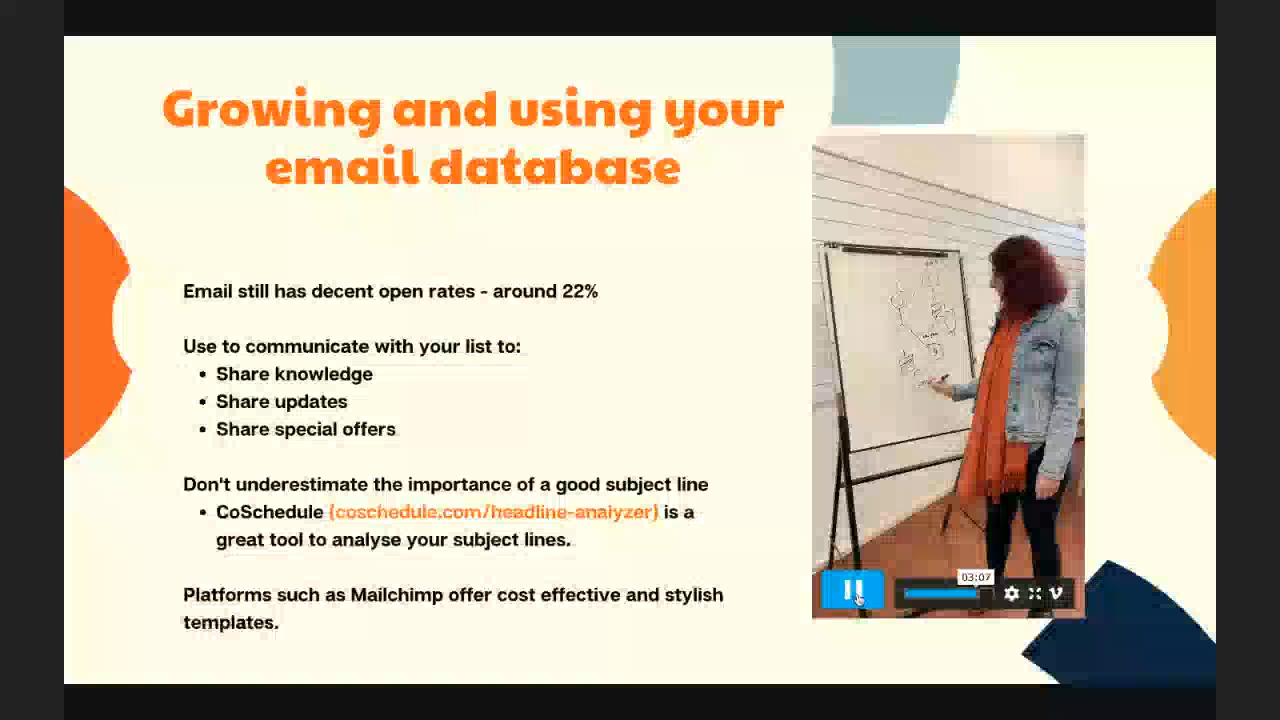 Growing and using your
email database
Email still has decent open rates - around 22%
Use to communicate with your list to:
• Share knowledge
• Share updates
• Share special offers
Don't underestimate the importance of a good subject line
• CoSchedule (coschedule.com/headline-analyzer) is a
great tool to analyse your subject lines.
Platforms such as Mailchimp offer cost effective and stylish
templates.
03:07